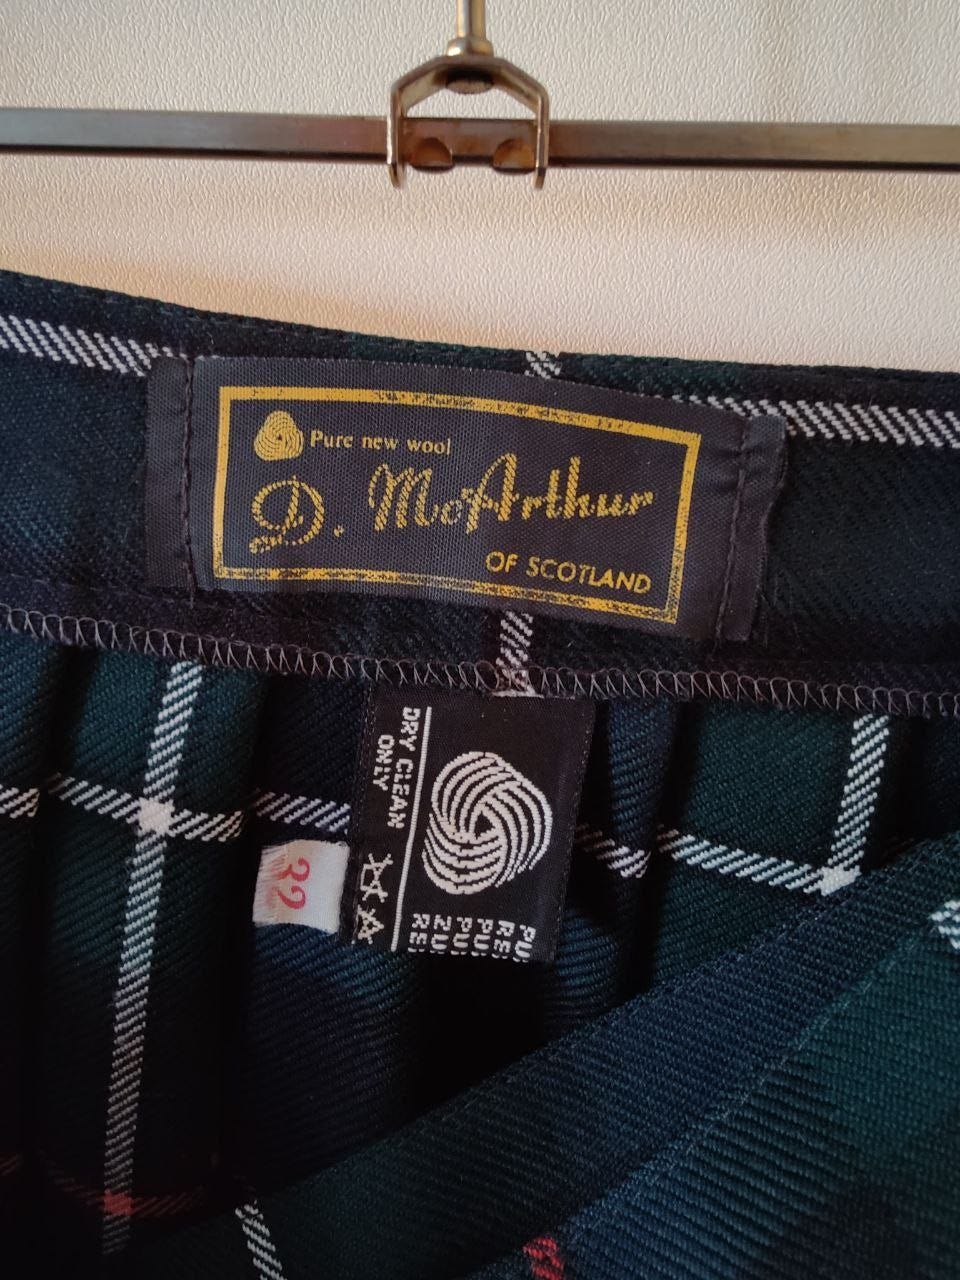 Pure new wool
D. McArthur
OF SCOTLAND
DRY CLEAN
ONLY
32